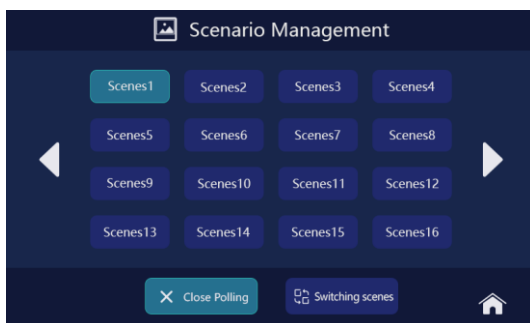 Scenario Management
Scenes1 Scenes2 Scenes3 Scenes4
Scenes5 Scenes6 Scenes7 Scenes8
Scenes9 Scenes10 Scenes11 Scenes12
Scenes13 Scenes14 Scenes15 Scenes16
Close Polling Switching scenes